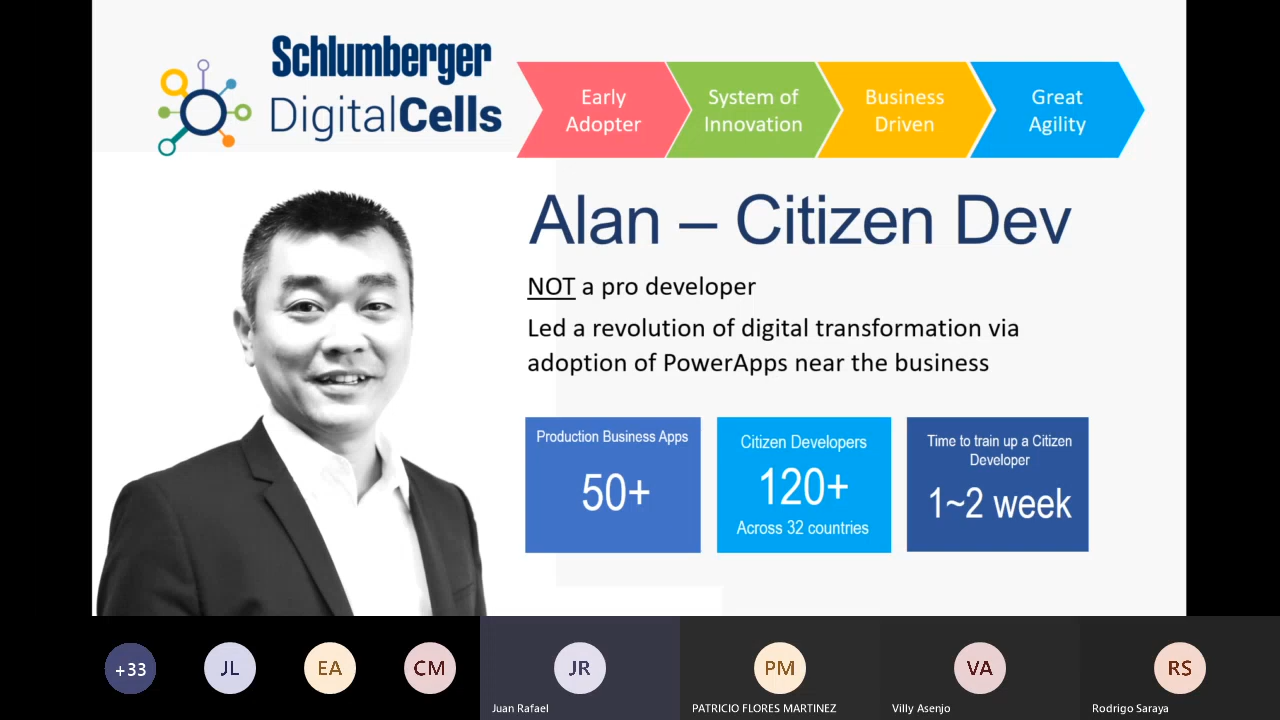 Schlumberger
DigitalCells
Early
Adopter
System of
Innovation
Business
Driven
Great
Agility
Alan – Citizen Dev
NOT a pro developer
Led a revolution of digital transformation via
adoption of PowerApps near the business
Production Business Apps
50+
Citizen Developers
120+
Across 32 countries
Time to train up a Citizen
Developer
1~2 week
+33
JL
EA
CM
JR
Juan Rafael
PM
PATRICIO FLORES MARTINEZ
VA
Villy Asenjo
RS
Rodrigo Saraya